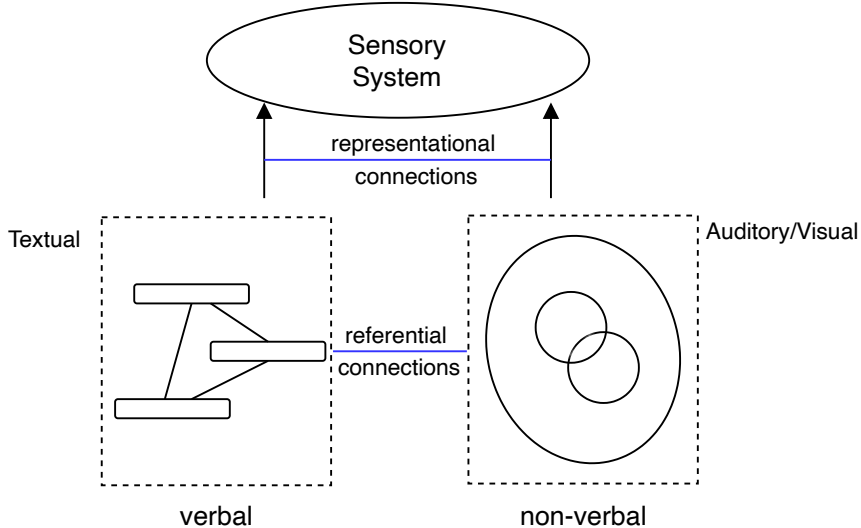 Sensory
System
representational
connections
Textual
Auditory/Visual
referential
connections
verbal
non-verbal